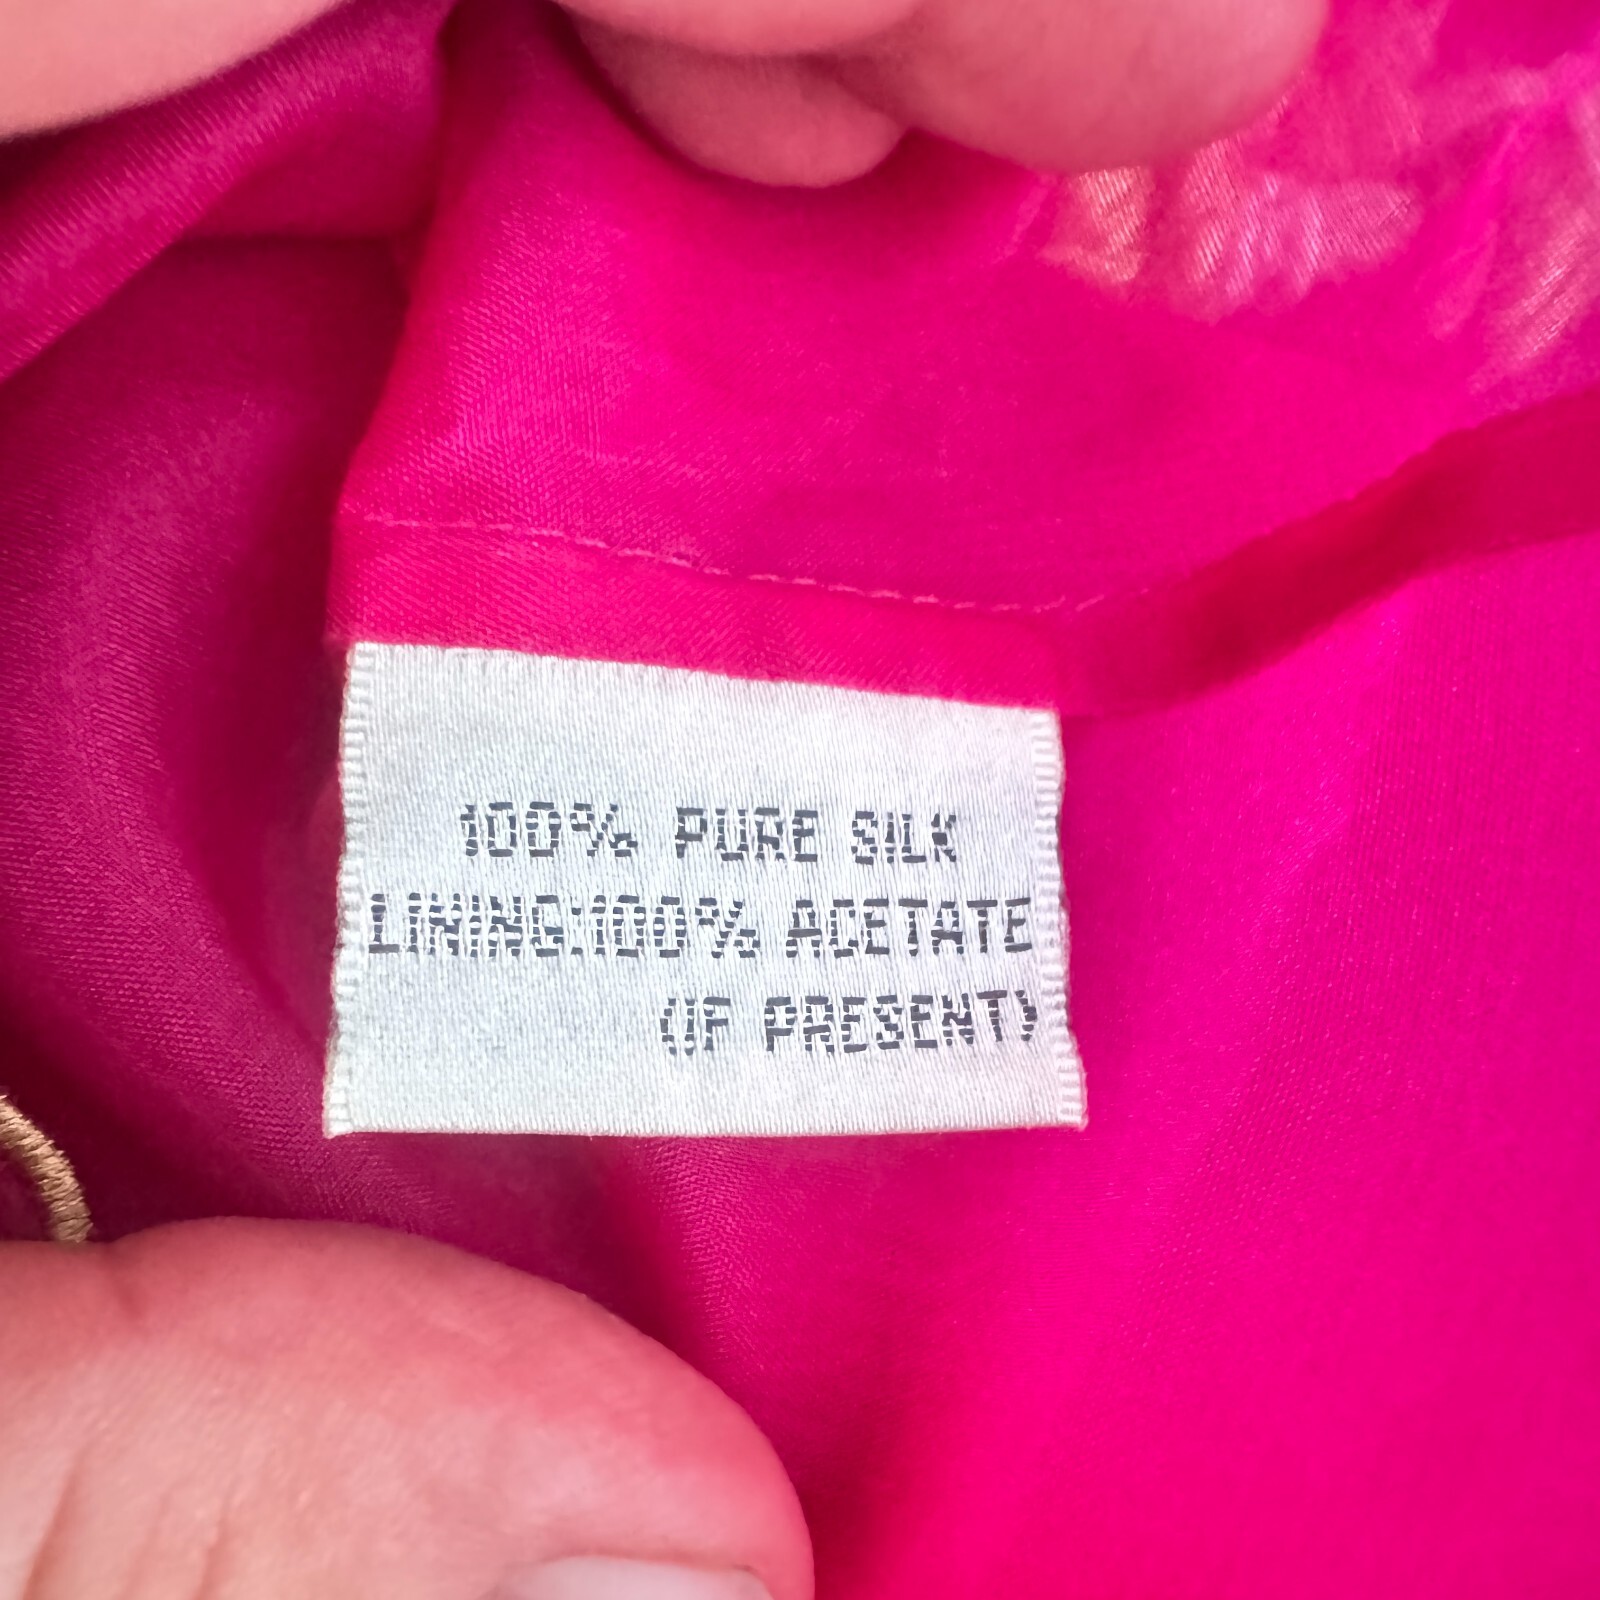 100% PURE SILK
LINING:100% ACETATE
(IF PRESENT)